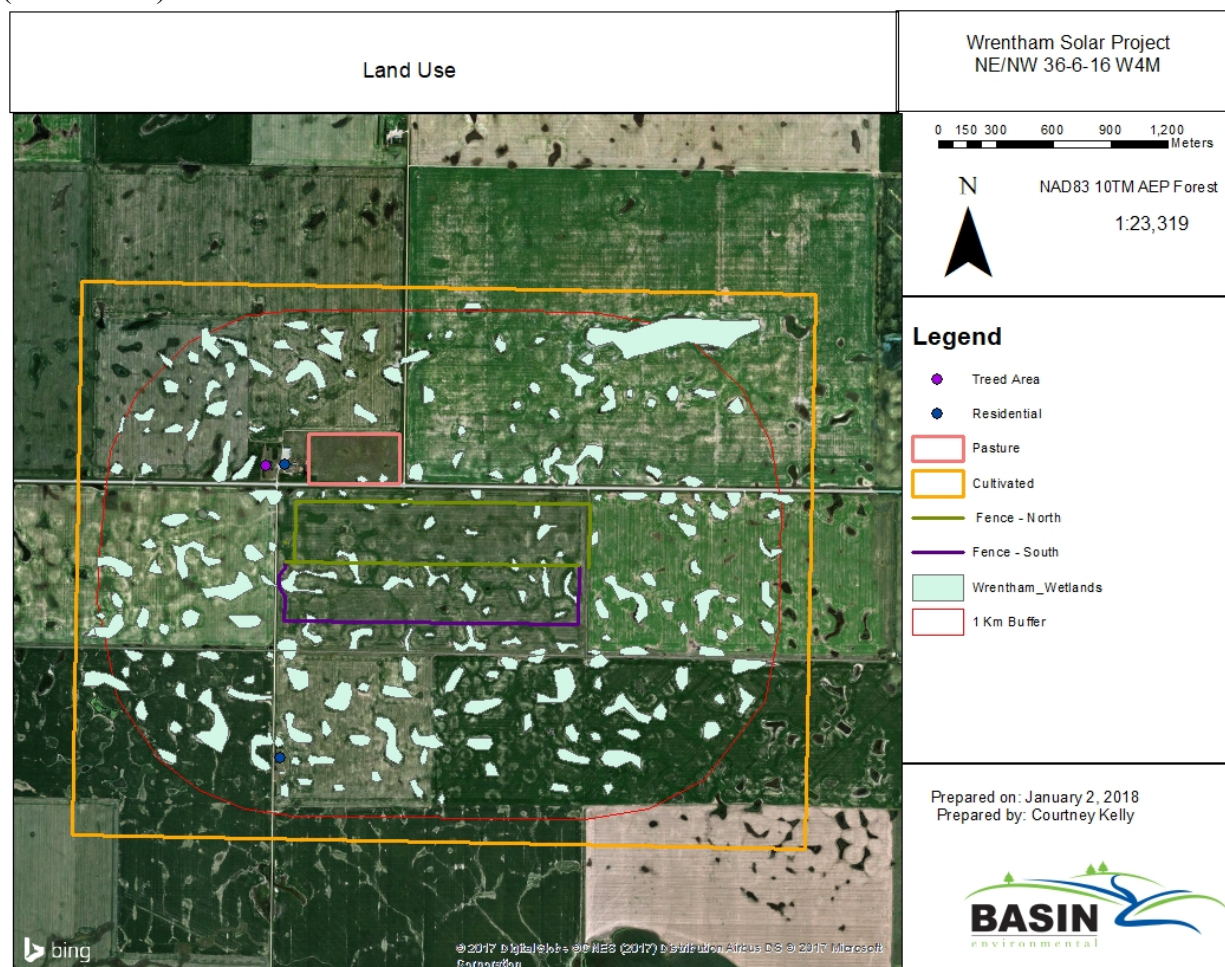 Land Use
Wrentham Solar Project
NE/NW 36-6-16 W4M
0 150 300 600 900 1,200
Meters
N
NAD83 10TM AEP Forest
1:23,319
Legend
Treed Area
Residential
Pasture
Cultivated
Fence - North
Fence - South
Wrentham_Wetlands
1 Km Buffer
Prepared on: January 2, 2018
Prepared by: Courtney Kelly
BASIN
environmental
bing
© 2017 DigitalGlobe ©CNES (2017) Distribution Airbus DS © 2017 Microsoft
Corporation